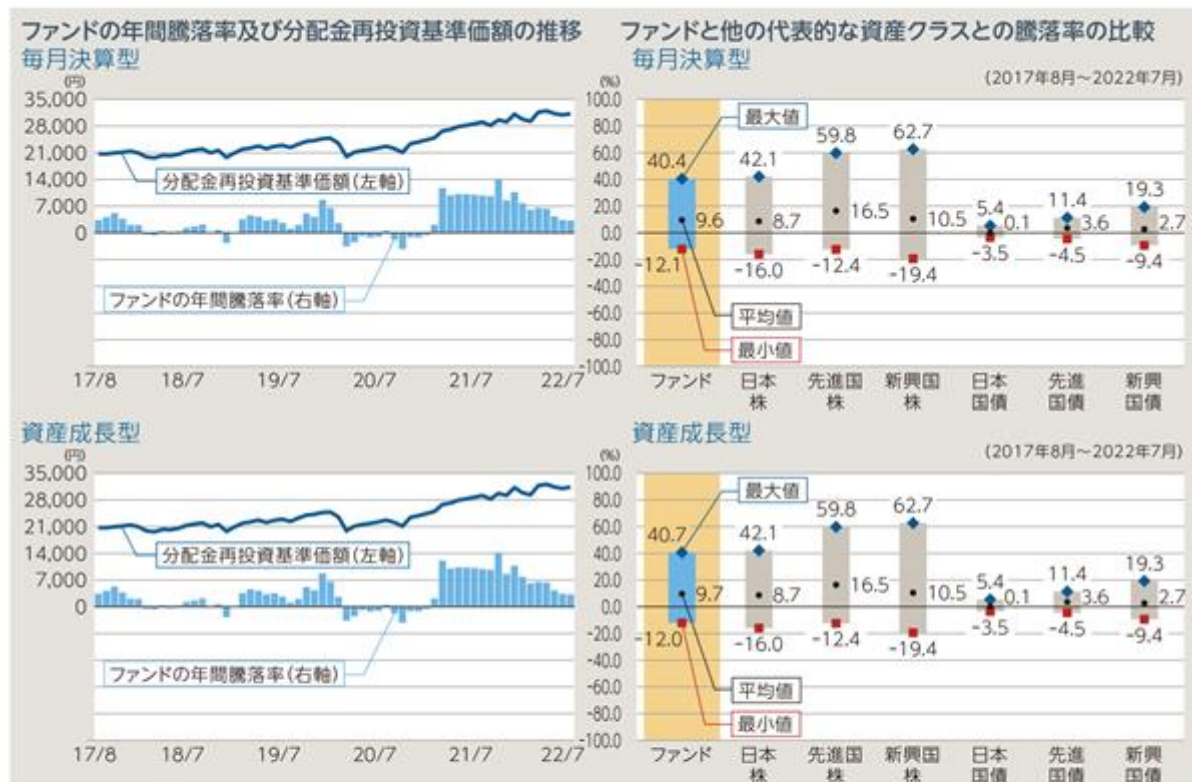 ファンドの年間騰落率及び分配金再投資基準価額の推移
毎月決算型
(円)
35,000
28,000
21,000
14,000
7,000
0
分配金再投資基準価額(左軸)
ファンドの年間騰落率(右軸)
(%)
100.0
80.0
60.0
40.0
20.0
0.0
-20.0
-40.0
-60.0
-80.0
-100.0
17/8 18/7 19/7 20/7 21/7 22/7
ファンドと他の代表的な資産クラスとの騰落率の比較
毎月決算型
(2017年8月～2022年7月)
最大値
平均値
最小値
40.4 42.1 59.8 62.7 5.4 11.4 19.3
9.6 8.7 16.5 10.5 0.1 3.6 2.7
-12.1 -16.0 -12.4 -19.4 -3.5 -4.5 -9.4
ファンド 日本 先進国 新興国 日本 先進 新興
株 株 株 国債 国債 国債
資産成長型
(円)
35,000
28,000
21,000
14,000
7,000
0
分配金再投資基準価額(左軸)
ファンドの年間騰落率(右軸)
(%)
100.0
80.0
60.0
40.0
20.0
0.0
-20.0
-40.0
-60.0
-80.0
-100.0
17/8 18/7 19/7 20/7 21/7 22/7
資産成長型
(2017年8月～2022年7月)
最大値
平均値
最小値
40.7 42.1 59.8 62.7 5.4 11.4 19.3
9.7 8.7 16.5 10.5 0.1 3.6 2.7
-12.0 -16.0 -12.4 -19.4 -3.5 -4.5 -9.4
ファンド 日本 先進国 新興国 日本 先進 新興
株 株 株 国債 国債 国債